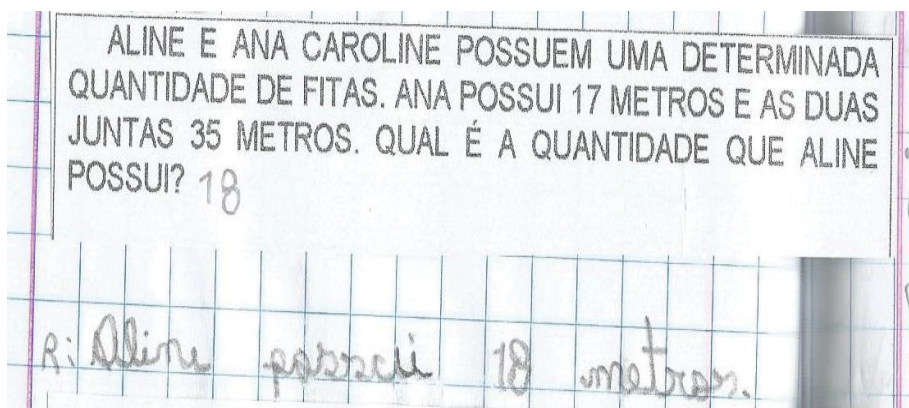 ALINE E ANA CAROLINE POSSUEM UMA DETERMINADA
QUANTIDADE DE FITAS. ANA POSSUI 17 METROS E AS DUAS
JUNTAS 35 METROS. QUAL É A QUANTIDADE QUE ALINE
POSSUI? 18
R: Aline possui 18 metros.